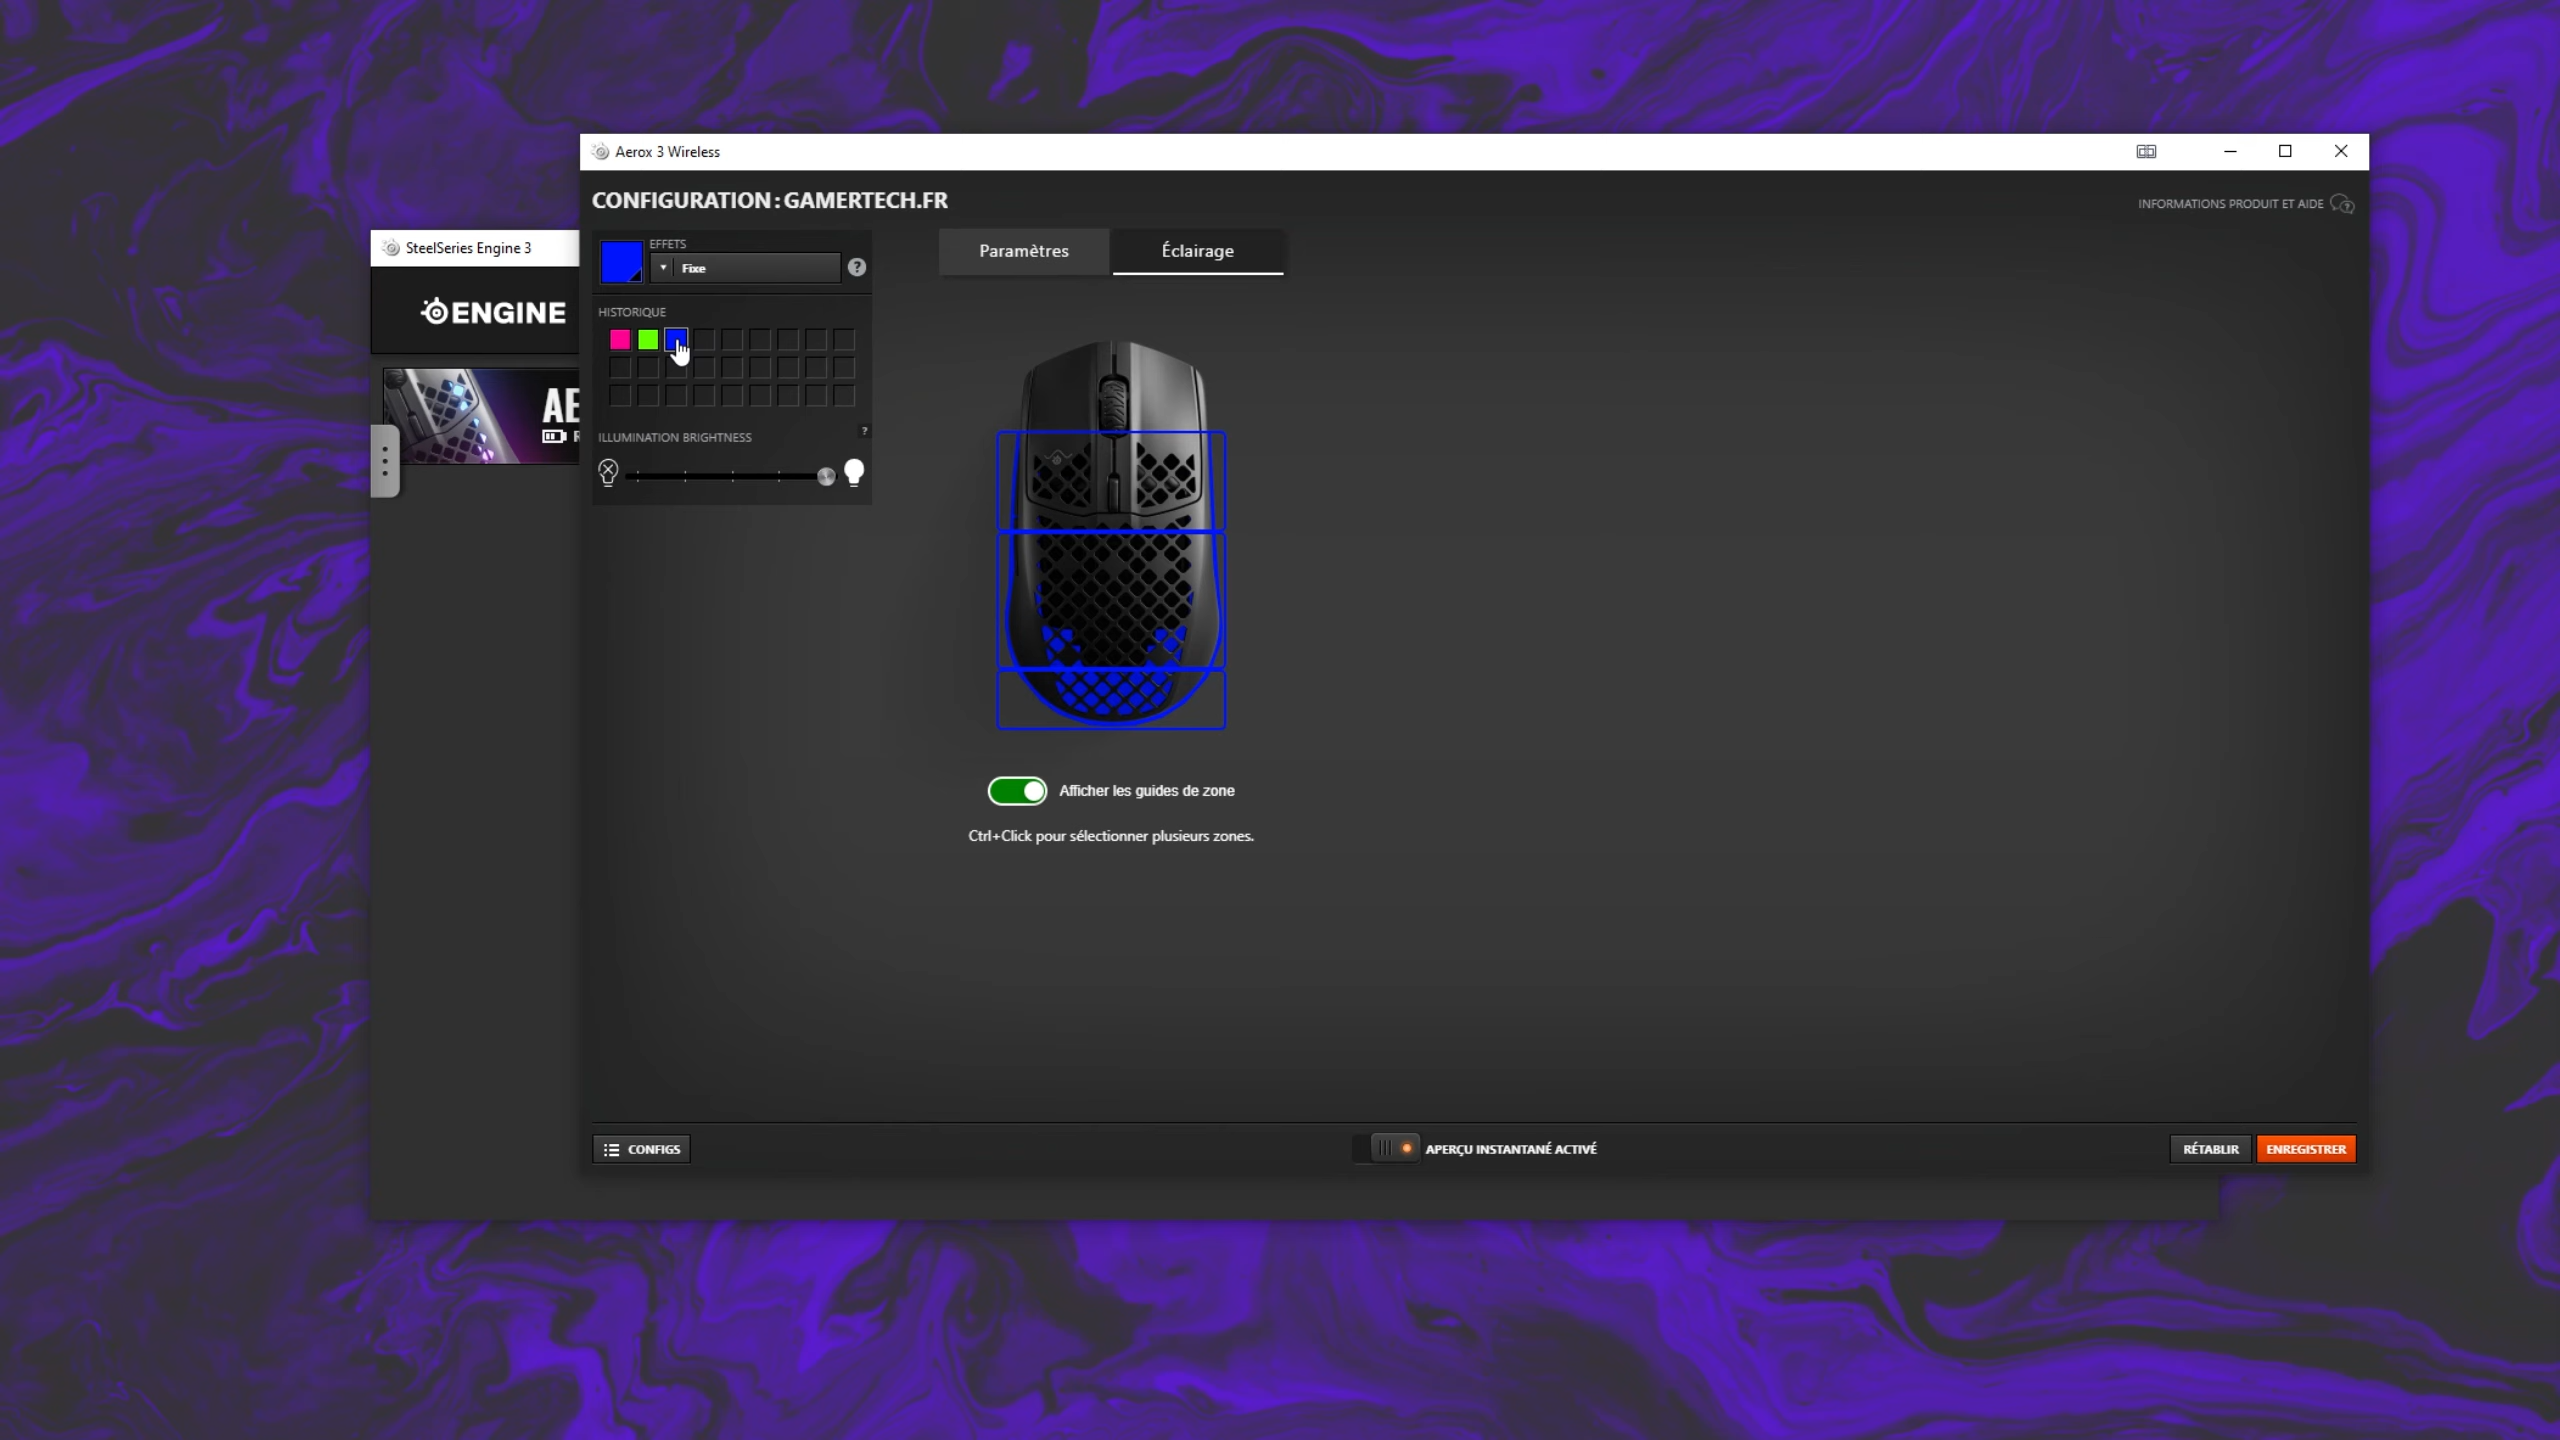 Aerox 3 Wireless
CONFIGURATION : GAMERTECH.FR
INFORMATIONS PRODUIT ET AIDE
SteelSeries Engine 3
ENGINE
AE
R
EFFETS
Fixe
?
HISTORIQUE
ILLUMINATION BRIGHTNESS
?
Paramètres
Éclairage
Afficher les guides de zone
Ctrl+Click pour sélectionner plusieurs zones.
CONFIGS
APERÇU INSTANTANÉ ACTIVÉ
RÉTABLIR
ENREGISTRER